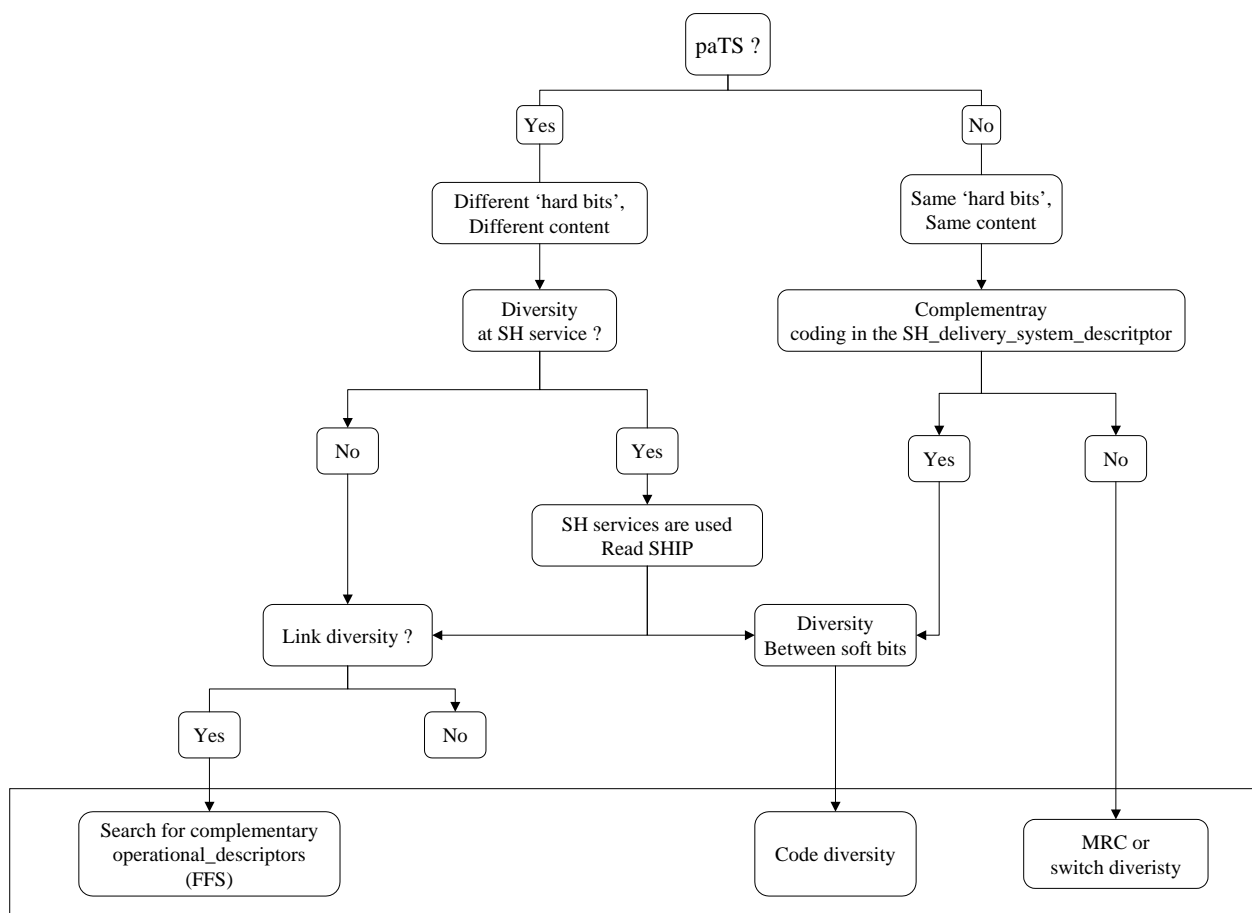 paTS ?
Yes
No
Different ‘hard bits’,
Different content
Same ‘hard bits’,
Same content
Diversity
at SH service ?
Complementray
coding in the SH_delivery_system_descritptor
No
Yes
Yes
No
SH services are used
Read SHIP
Link diversity ?
Diversity
Between soft bits
Yes
No
Search for complementary
operational_descriptors
(FFS)
Code diversity
MRC or
switch diveristy